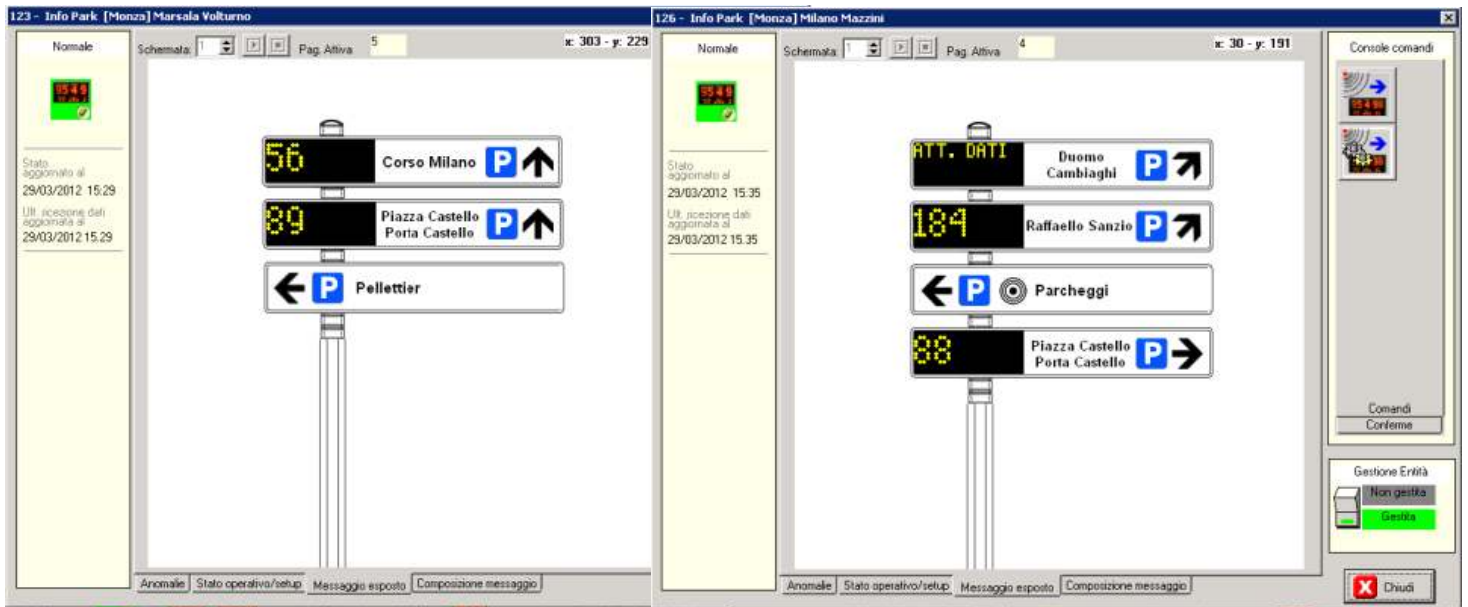 123 - Info Park [Monza] Marsala Volturno
Normale
Schermata: 1
Pag. Attiva 5
x: 303 - y: 229
Stato
aggiornato al
29/03/2012 15:29
Ult. ricezione dati
aggiornata al
29/03/2012 15.29
56
Corso Milano P
89
Piazza Castello
Porta Castello P
P Pellettier
Anomalie Stato operativo/setup Messaggio esposto Composizione messaggio
126 - Info Park [Monza] Milano Mazzini
Normale
Schermata: 1
Pag. Attiva 4
x: 30 - y: 191
Stato
aggiornato al
29/03/2012 15.35
Ult. ricezione dati
aggiornata al
29/03/2012 15.35
ATT. DATI
Duomo
Cambiaghi P
184
Raffaello Sanzio P
P Parcheggi
88
Piazza Castello
Porta Castello P
Anomalie Stato operativo/setup Messaggio esposto Composizione messaggio
Console comandi
Comandi
Conferme
Gestione Entità
Non gestita
Gestita
Chiudi